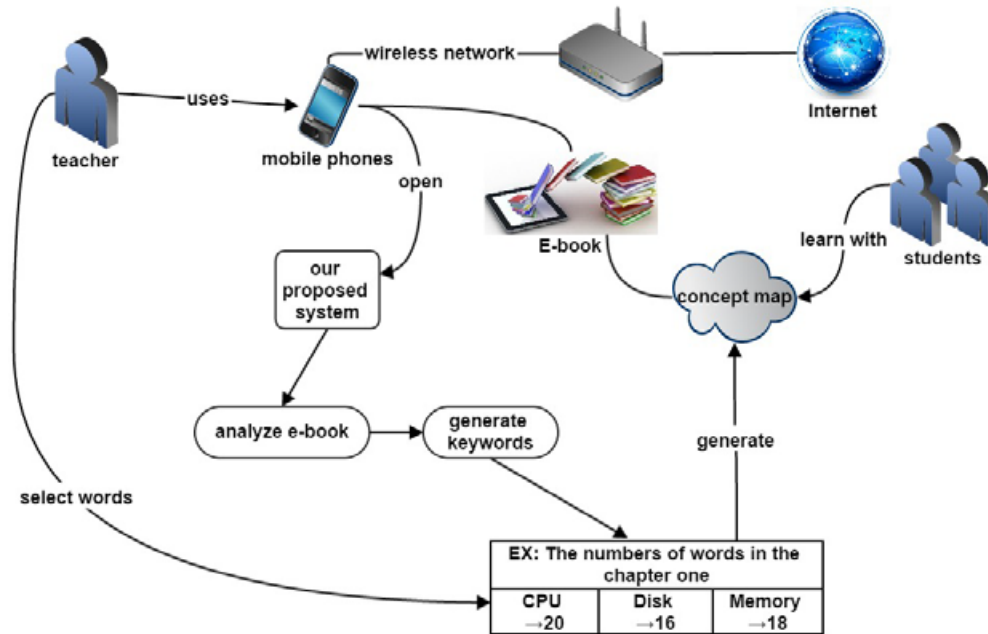 wireless network
uses
Internet
teacher
mobile phones
open
E-book
learn with
students
our
proposed
system
concept map
analyze e-book
generate
keywords
generate
select words
EX: The numbers of words in the
chapter one
CPU
→20
Disk
→16
Memory
→18